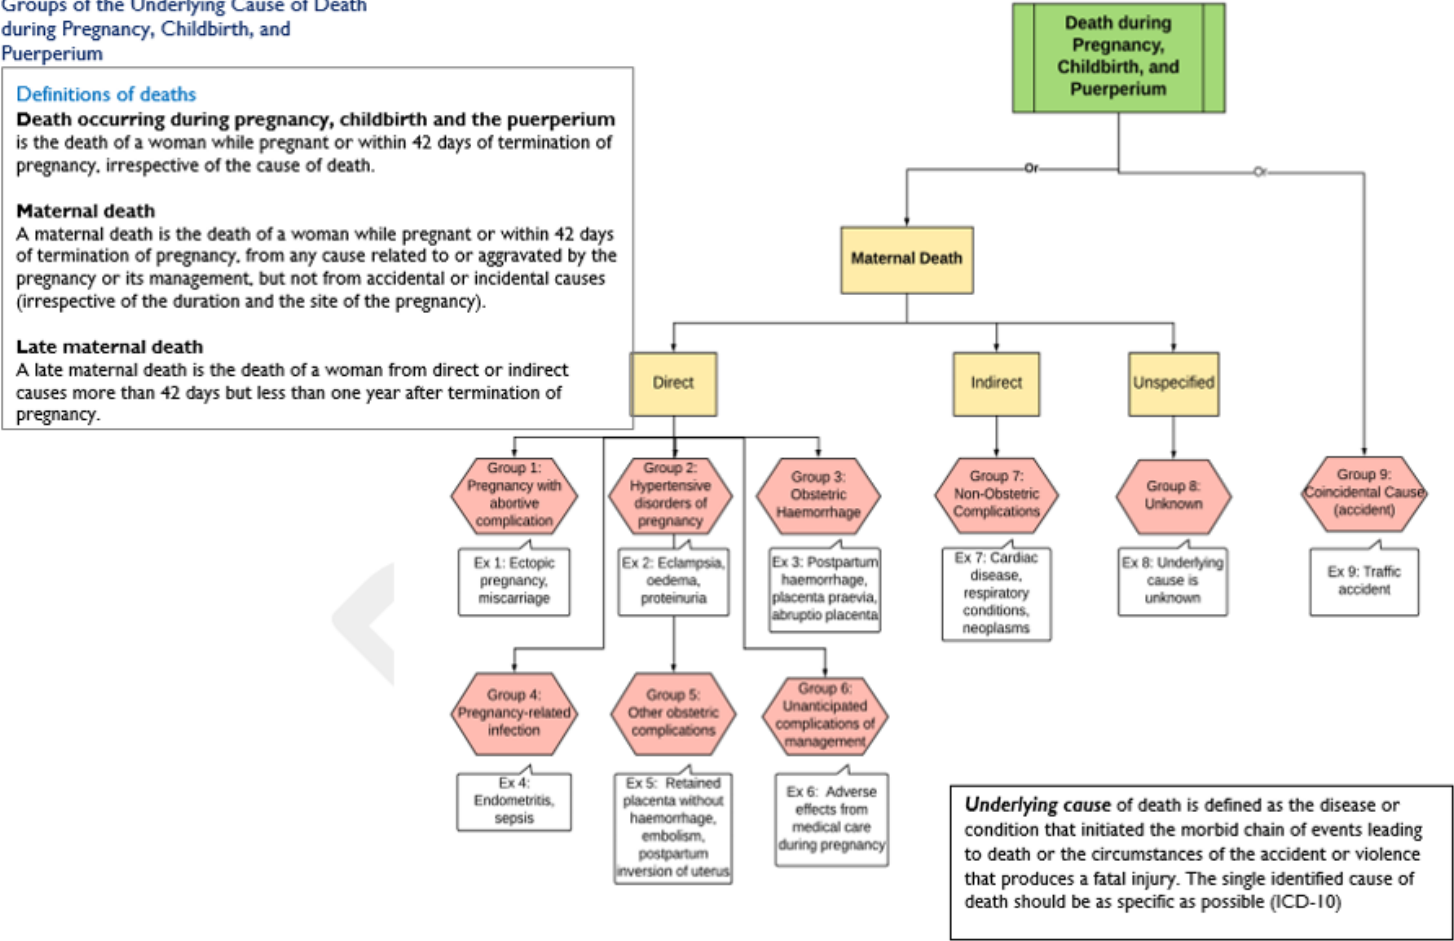 Groups of the Underlying Cause of Death
during Pregnancy, Childbirth, and
Puerperium
Definitions of deaths
Death occurring during pregnancy, childbirth and the puerperium
is the death of a woman while pregnant or within 42 days of termination of
pregnancy, irrespective of the cause of death.
Maternal death
A maternal death is the death of a woman while pregnant or within 42 days
of termination of pregnancy, from any cause related to or aggravated by the
pregnancy or its management, but not from accidental or incidental causes
(irrespective of the duration and the site of the pregnancy).
Late maternal death
A late maternal death is the death of a woman from direct or indirect
causes more than 42 days but less than one year after termination of
pregnancy.
Death during
Pregnancy,
Childbirth, and
Puerperium
Or
Or
Maternal Death
Direct
Indirect
Unspecified
Group 1:
Pregnancy with
abortive
complication
Group 2:
Hypertensive
disorders of
pregnancy
Group 3:
Obstetric
Haemorrhage
Group 7:
Non-Obstetric
Complications
Group 8:
Unknown
Group 9:
Coincidental Cause
(accident)
Ex 1: Ectopic
pregnancy,
miscarriage
Ex 2: Eclampsia,
oedema,
proteinuria
Ex 3: Postpartum
haemorrhage,
placenta praevia,
abruptio placenta
Ex 7: Cardiac
disease,
respiratory
conditions,
neoplasms
Ex 8: Underlying
cause is
unknown
Ex 9: Traffic
accident
Group 4:
Pregnancy-related
infection
Group 5:
Other obstetric
complications
Group 6:
Unanticipated
complications of
management
Ex 4:
Endometritis,
sepsis
Ex 5: Retained
placenta without
haemorrhage,
embolism,
postpartum
inversion of uterus
Ex 6: Adverse
effects from
medical care
during pregnancy
Underlying cause of death is defined as the disease or
condition that initiated the morbid chain of events leading
to death or the circumstances of the accident or violence
that produces a fatal injury. The single identified cause of
death should be as specific as possible (ICD-10)